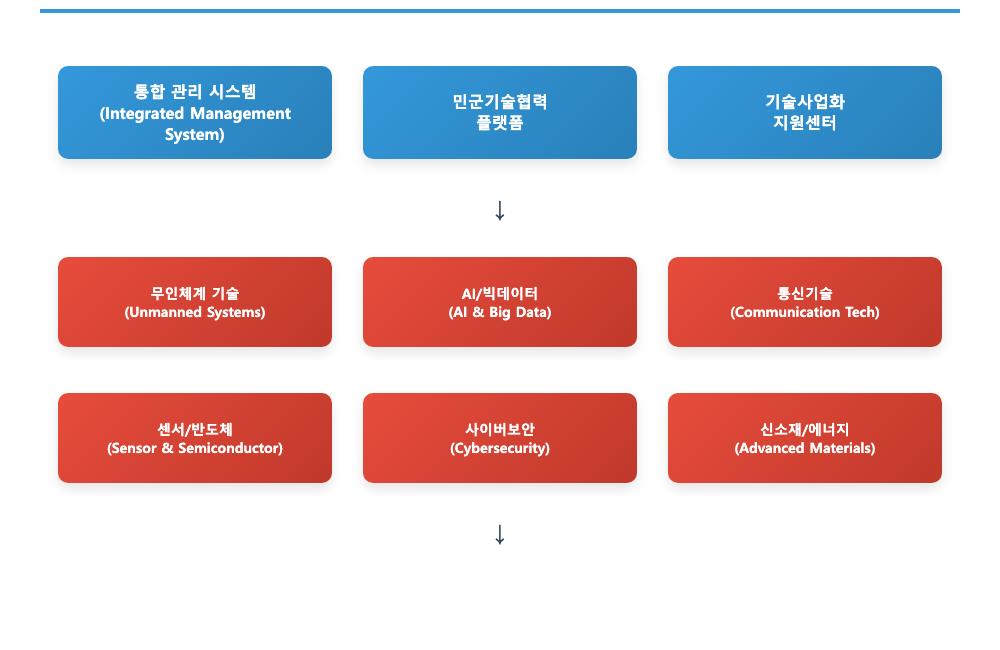 통합 관리 시스템
(Integrated Management
System)
민군기술협력
플랫폼
기술사업화
지원센터
↓
무인체계 기술
(Unmanned Systems)
AI/빅데이터
(AI & Big Data)
통신기술
(Communication Tech)
센서/반도체
(Sensor & Semiconductor)
사이버보안
(Cybersecurity)
신소재/에너지
(Advanced Materials)
↓